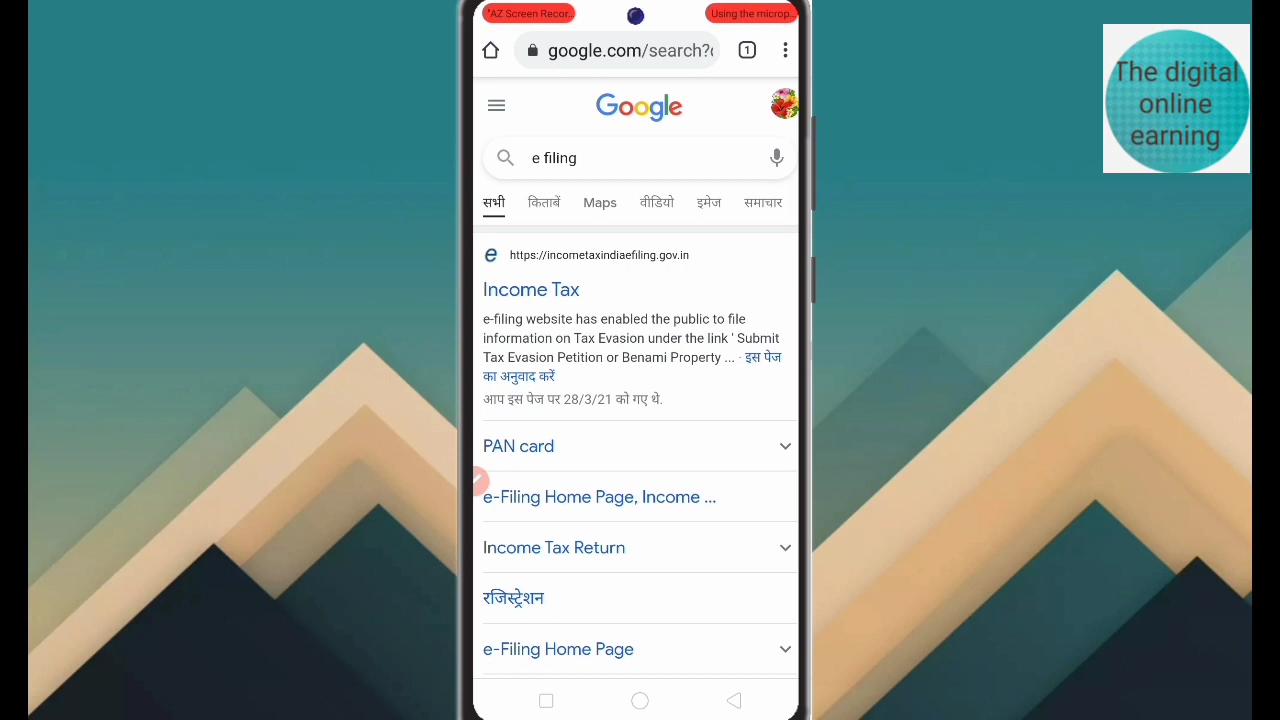 "AZ Screen Recor...
Using the microp...
google.com/search?
1
Google
e filing
सभी किताबें Maps वीडियो इमेज समाचार
e https://incometaxindiaefiling.gov.in
Income Tax
e-filing website has enabled the public to file
information on Tax Evasion under the link ' Submit
Tax Evasion Petition or Benami Property ... · इस पेज
का अनुवाद करें
आप इस पेज पर 28/3/21 को गए थे.
PAN card
e-Filing Home Page, Income ...
Income Tax Return
रजिस्ट्रेशन
e-Filing Home Page
The digital
online
earning